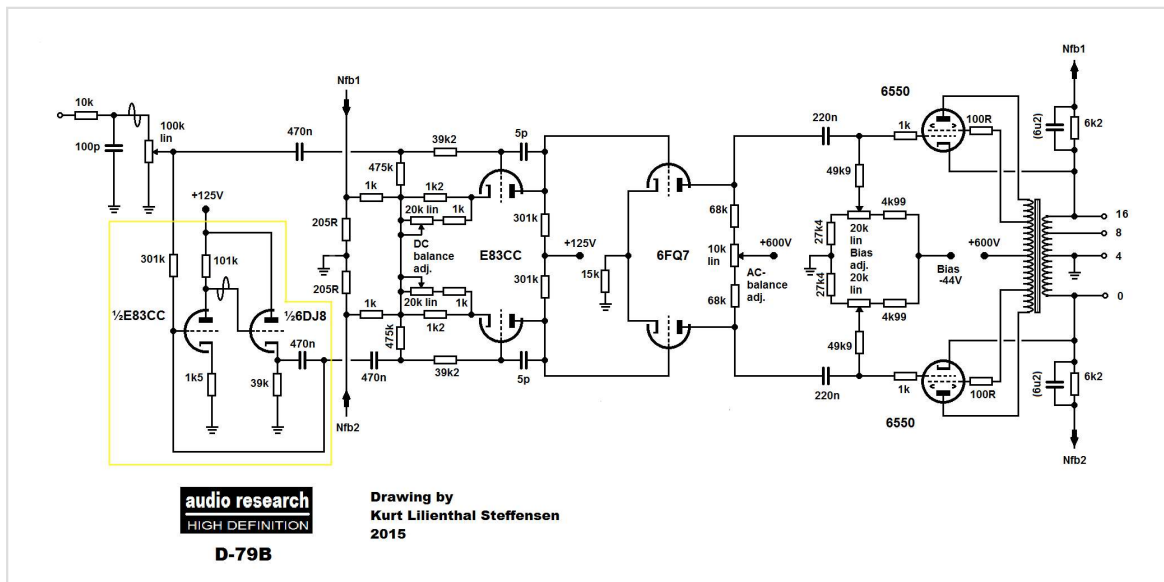 Nfb1
Nfb1
10k
100k
lin
100p
470n
39k2
5p
220n
1k
6550
100R
(6u2)
6k2
+125V
475k
1k
1k2
20k lin
1k
301k
68k
49k9
4k99
16
8
4
0
205R
DC
balance
adj.
E83CC
+125V
6FQ7
10k
lin
+600V
AC-
balance
adj.
27k4
20k
lin
Bias
adj.
20k
lin
Bias
-44V
+600V
301k
101k
205R
20k lin
1k
301k
15k
68k
27k4
4k99
½E83CC
½6DJ8
1k
1k2
475k
49k9
470n
1k5
39k
470n
39k2
5p
220n
1k
100R
6550
(6u2)
6k2
Nfb2
Nfb2
audio research
HIGH DEFINITION
D-79B
Drawing by
Kurt Lilienthal Steffensen
2015